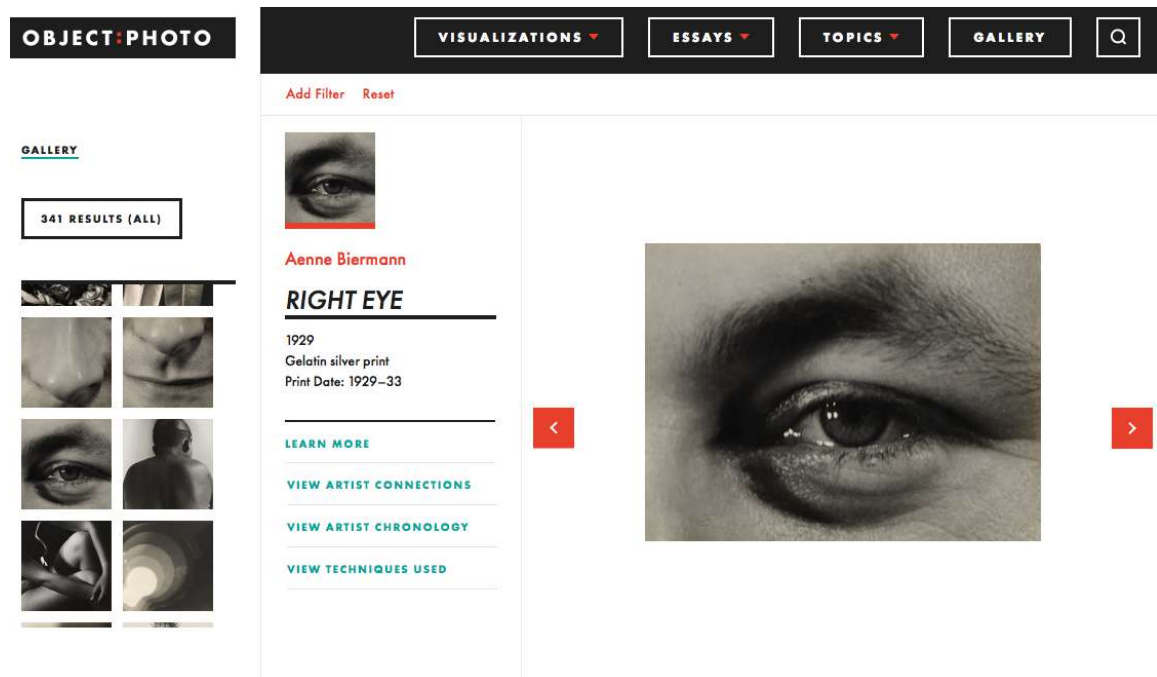 OBJECT:PHOTO
VISUALIZATIONS
ESSAYS
TOPICS
GALLERY
Add Filter Reset
GALLERY
341 RESULTS (ALL)
Aenne Biermann
RIGHT EYE
1929
Gelatin silver print
Print Date: 1929–33
LEARN MORE
VIEW ARTIST CONNECTIONS
VIEW ARTIST CHRONOLOGY
VIEW TECHNIQUES USED